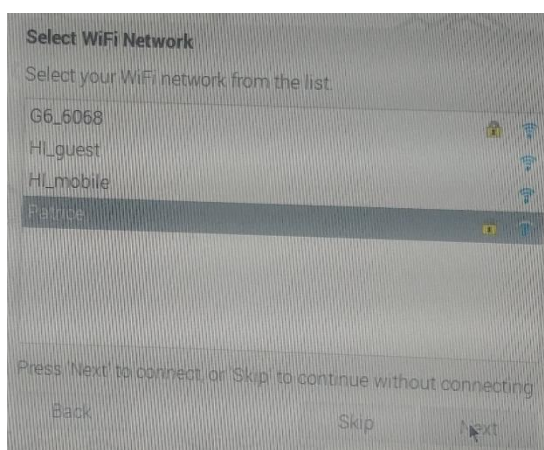 Select WiFi Network
Select your WiFi network from the list.
G6_6068
HI_guest
HI_mobile
Patrice
Press 'Next' to connect, or 'Skip' to continue without connecting
Back Skip Next